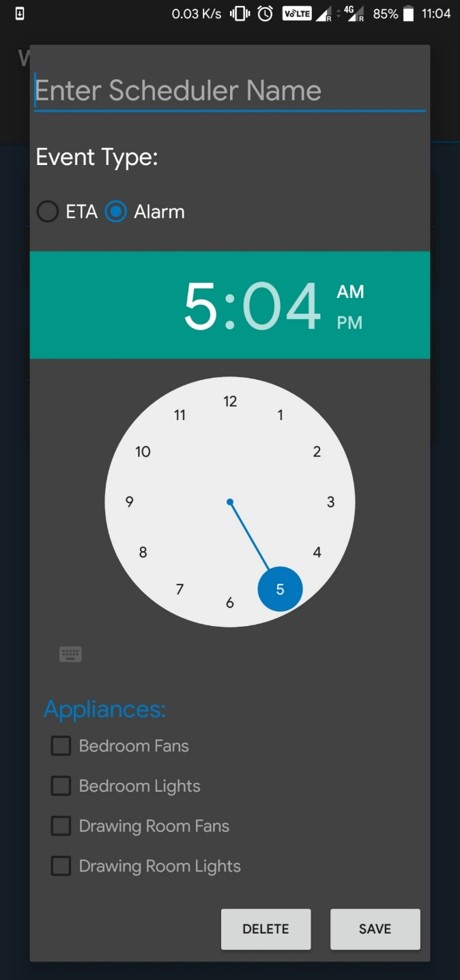 0.03 K/s VoLTE R 4G R 85% 11:04
W
Enter Scheduler Name
Event Type:
ETA Alarm
5:04 AM
PM
12
11 1
10 2
9 3
8 4
7 5
6
Appliances:
Bedroom Fans
Bedroom Lights
Drawing Room Fans
Drawing Room Lights
DELETE SAVE